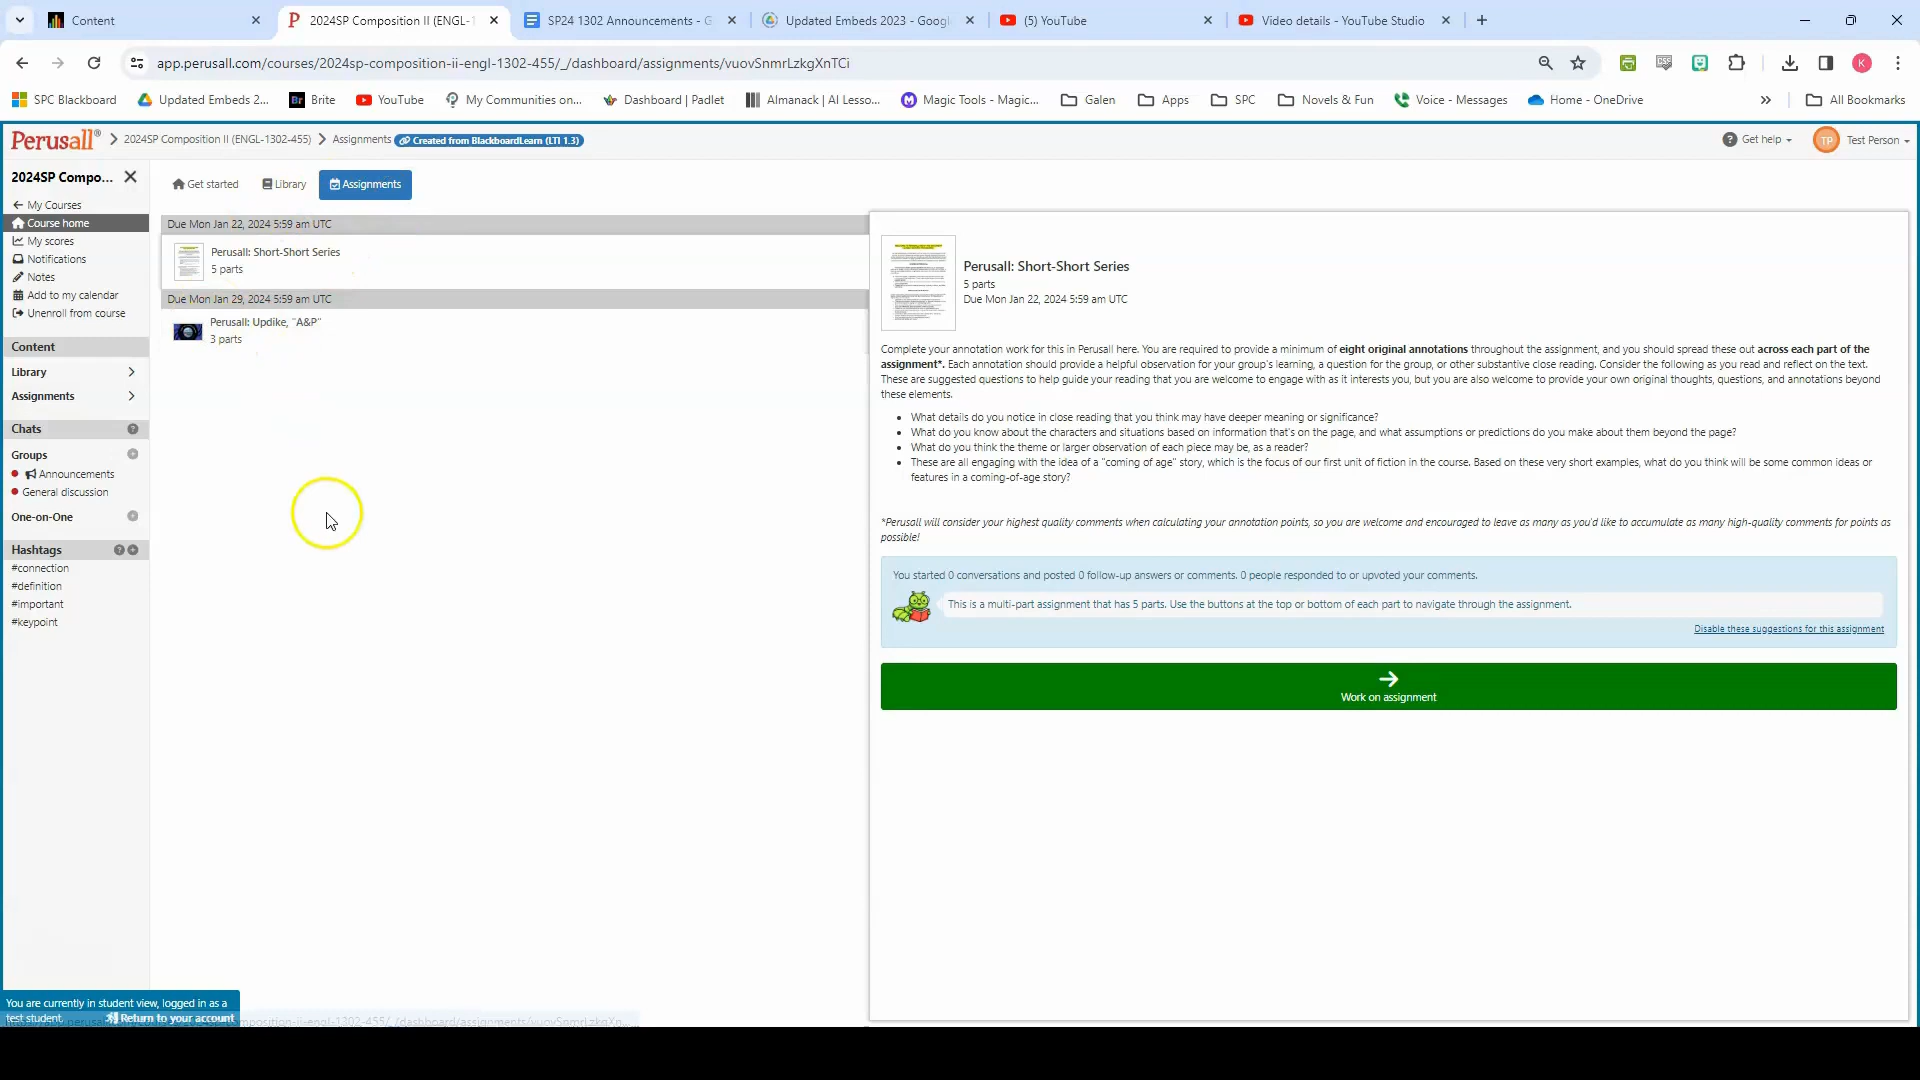 Content
2024SP Composition II (ENGL-1
SP24 1302 Announcements - G
Updated Embeds 2023 - Googl
(5) YouTube
Video details - YouTube Studio
app.perusall.com/courses/2024sp-composition-ii-engl-1302-455/_/dashboard/assignments/vuovSnmrLzkgXnTCi
K
SPC Blackboard
Updated Embeds 2...
Br Brite
YouTube
My Communities on...
Dashboard | Padlet
Almanack | AI Lesso...
Magic Tools - Magic...
Galen
Apps
SPC
Novels & Fun
Voice - Messages
Home - OneDrive
»
All Bookmarks
Perusall®
2024SP Composition II (ENGL-1302-455)
Assignments
Created from BlackboardLearn (LTI 1.3)
Get help
TP
Test Person
2024SP Compo...
My Courses
Course home
My scores
Notifications
Notes
Add to my calendar
Unenroll from course
Content
Library
Assignments
Chats
Groups
Announcements
General discussion
One-on-One
Hashtags
#connection
#definition
#important
#keypoint
You are currently in student view, logged in as a
test student.
Return to your account
Get started
Library
Assignments
Due Mon Jan 22, 2024 5:59 am UTC
Perusall: Short-Short Series
5 parts
Due Mon Jan 29, 2024 5:59 am UTC
Perusall: Updike, "A&P"
3 parts
Perusall: Short-Short Series
5 parts
Due Mon Jan 22, 2024 5:59 am UTC
Complete your annotation work for this in Perusall here. You are required to provide a minimum of eight original annotations throughout the assignment, and you should spread these out across each part of the
assignment*. Each annotation should provide a helpful observation for your group's learning, a question for the group, or other substantive close reading. Consider the following as you read and reflect on the text.
These are suggested questions to help guide your reading that you are welcome to engage with as it interests you, but you are also welcome to provide your own original thoughts, questions, and annotations beyond
these elements.
• What details do you notice in close reading that you think may have deeper meaning or significance?
• What do you know about the characters and situations based on information that's on the page, and what assumptions or predictions do you make about them beyond the page?
• What do you think the theme or larger observation of each piece may be, as a reader?
• These are all engaging with the idea of a "coming of age" story, which is the focus of our first unit of fiction in the course. Based on these very short examples, what do you think will be some common ideas or
features in a coming-of-age story?
*Perusall will consider your highest quality comments when calculating your annotation points, so you are welcome and encouraged to leave as many as you'd like to accumulate as many high-quality comments for points as
possible!
You started 0 conversations and posted 0 follow-up answers or comments. 0 people responded to or upvoted your comments.
This is a multi-part assignment that has 5 parts. Use the buttons at the top or bottom of each part to navigate through the assignment.
Disable these suggestions for this assignment
Work on assignment